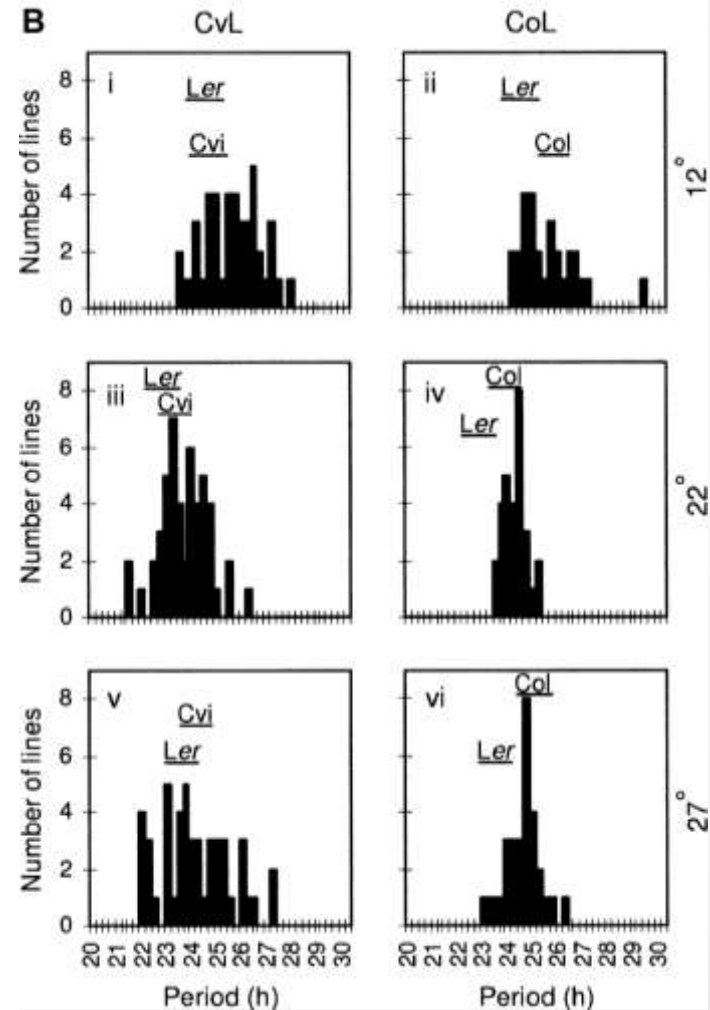 B
CvL
CoL
Number of lines
8
6
4
2
0
i
Ler
Cvi
ii
Ler
Col
12°
Number of lines
8
6
4
2
0
iii
Ler
Cvi
iv
Col
Ler
22°
Number of lines
8
6
4
2
0
v
Cvi
Ler
vi
Col
Ler
27°
20 21 22 23 24 25 26 27 28 29 30
20 21 22 23 24 25 26 27 28 29 30
Period (h)
Period (h)